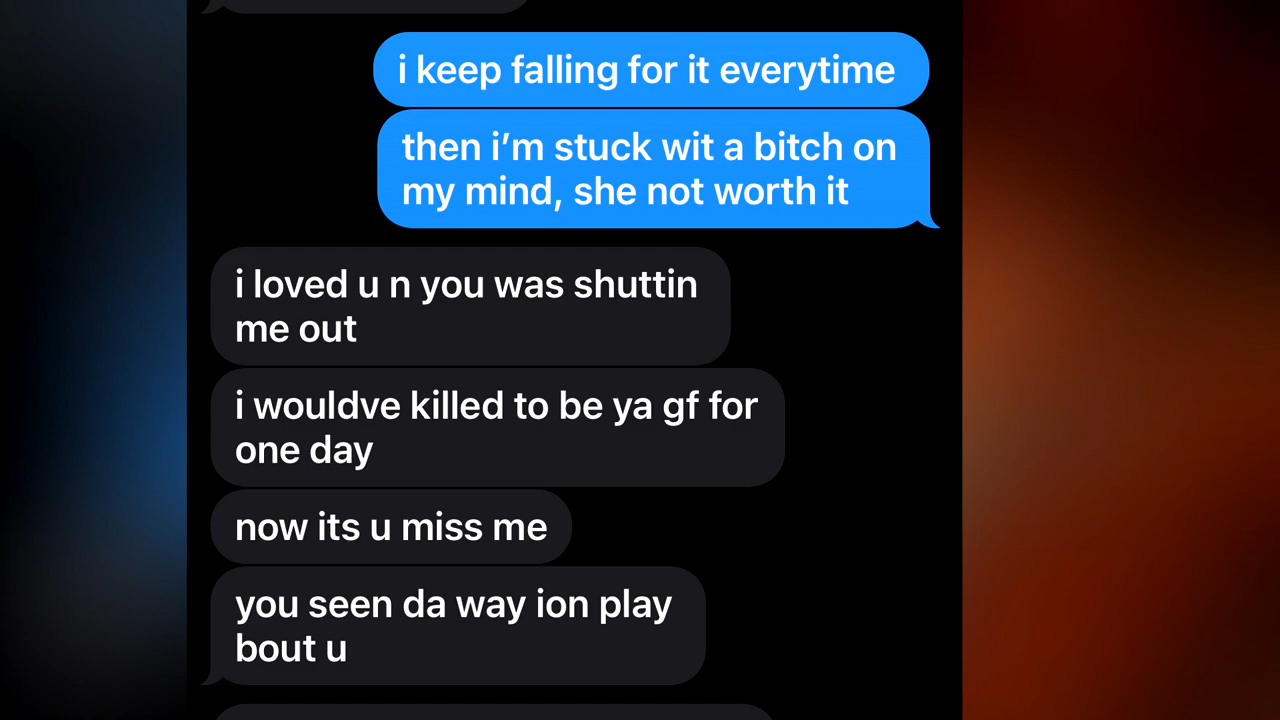 i keep falling for it everytime
then i’m stuck wit a bitch on
my mind, she not worth it
i loved u n you was shuttin
me out
i wouldve killed to be ya gf for
one day
now its u miss me
you seen da way ion play
bout u